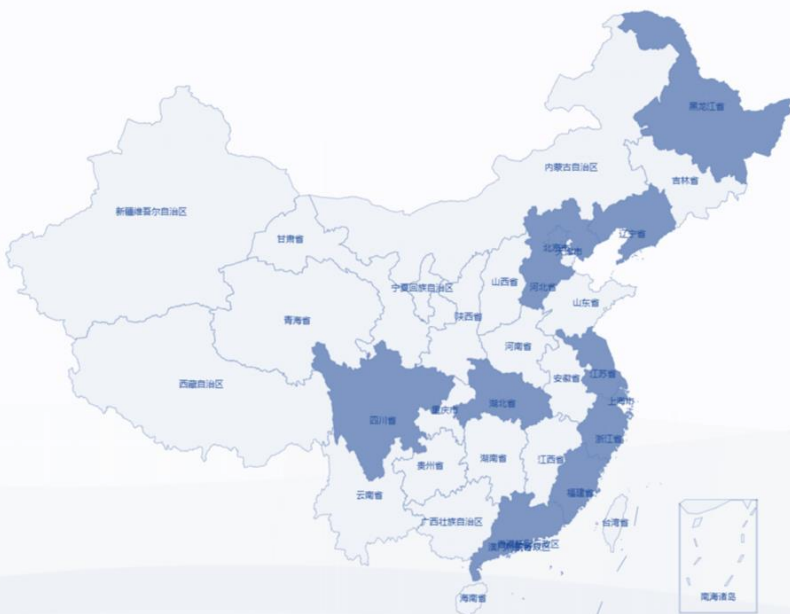 黑龙江省
内蒙古自治区
吉林省
新疆维吾尔自治区
辽宁省
甘肃省
山西省
宁夏回族自治区
河北省
山东省
陕西省
青海省
河南省
江苏省
安徽省
西藏自治区
上海市
湖北省
重庆市
四川省
浙江省
湖南省
江西省
贵州省
福建省
云南省
广西壮族自治区
台湾省
南海诸岛
海南省